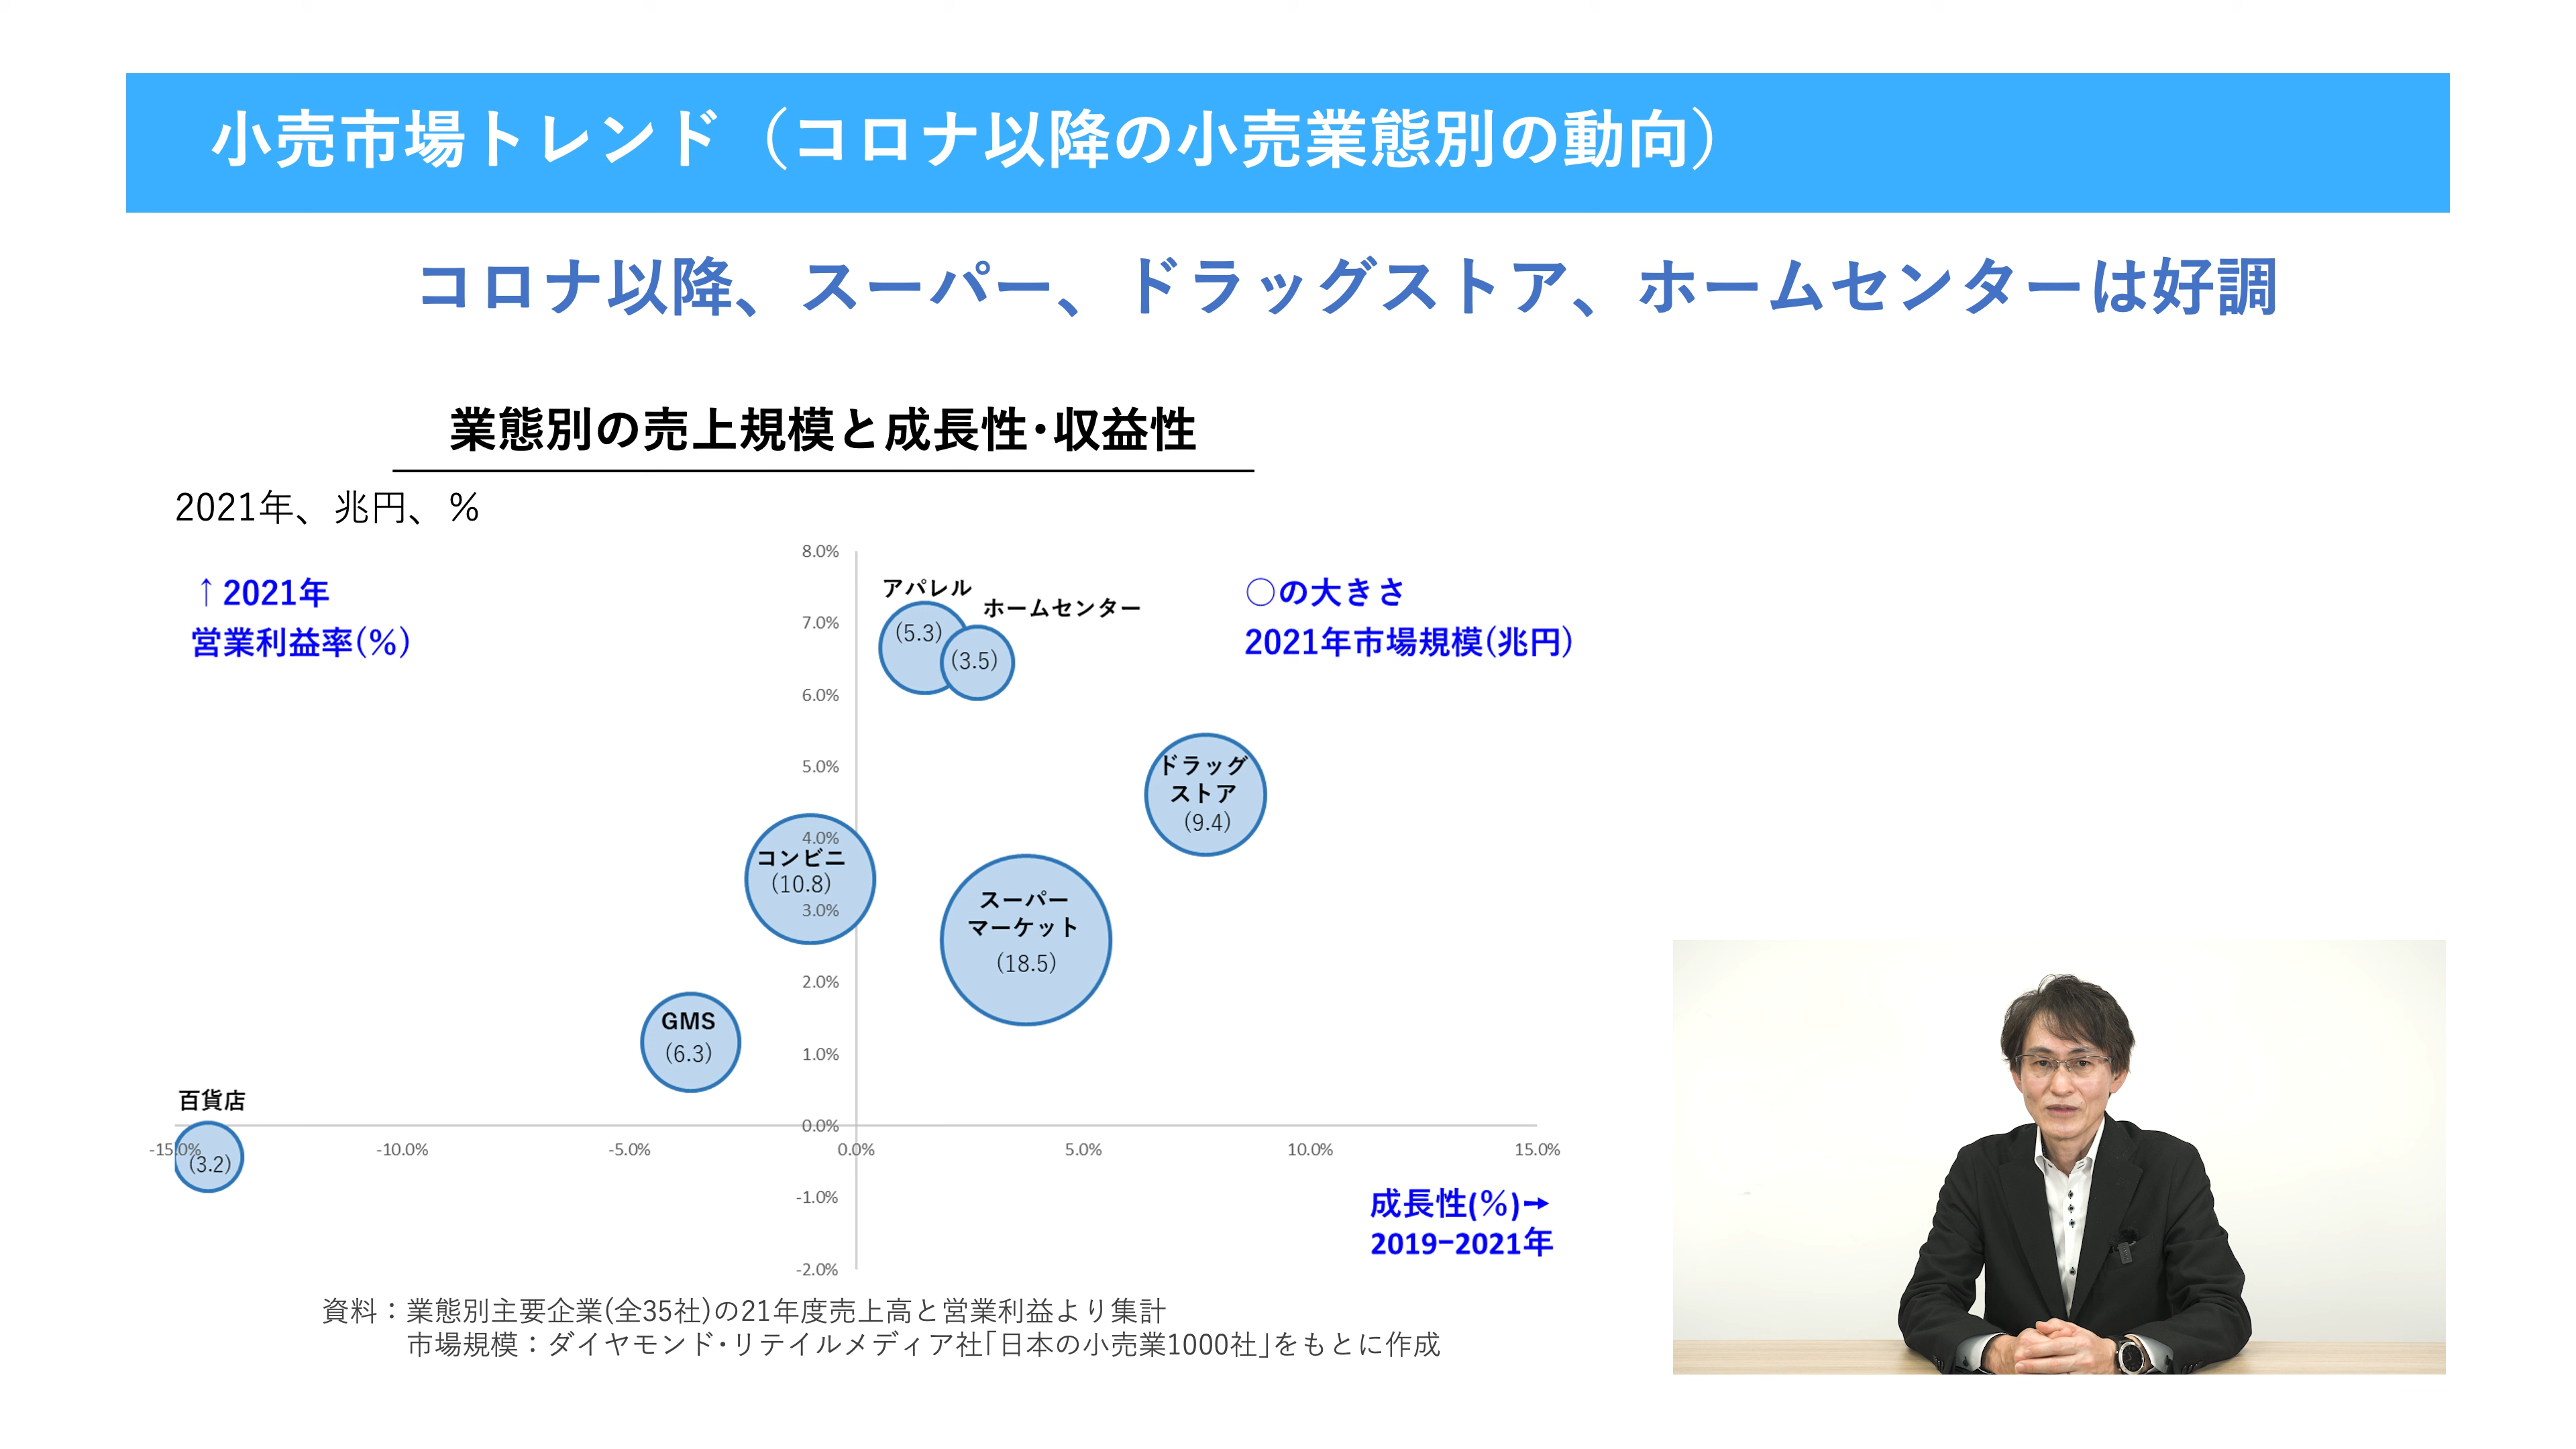 小売市場トレンド（コロナ以降の小売業態別の動向）
コロナ以降、スーパー、ドラッグストア、ホームセンターは好調
業態別の売上規模と成長性･収益性
2021年、兆円、％
↑2021年
営業利益率(％)
○の大きさ
2021年市場規模(兆円)
8.0%
7.0%
6.0%
5.0%
4.0%
3.0%
2.0%
1.0%
0.0%
-1.0%
-2.0%
アパレル
(5.3)
ホームセンター
(3.5)
ドラッグ
ストア
(9.4)
コンビニ
(10.8)
スーパー
マーケット
(18.5)
GMS
(6.3)
百貨店
(3.2)
-15.0%
-10.0%
-5.0%
0.0%
5.0%
10.0%
15.0%
成長性(％)→
2019ｰ2021年
資料：業態別主要企業(全35社)の21年度売上高と営業利益より集計
市場規模：ダイヤモンド･リテイルメディア社｢日本の小売業1000社｣をもとに作成